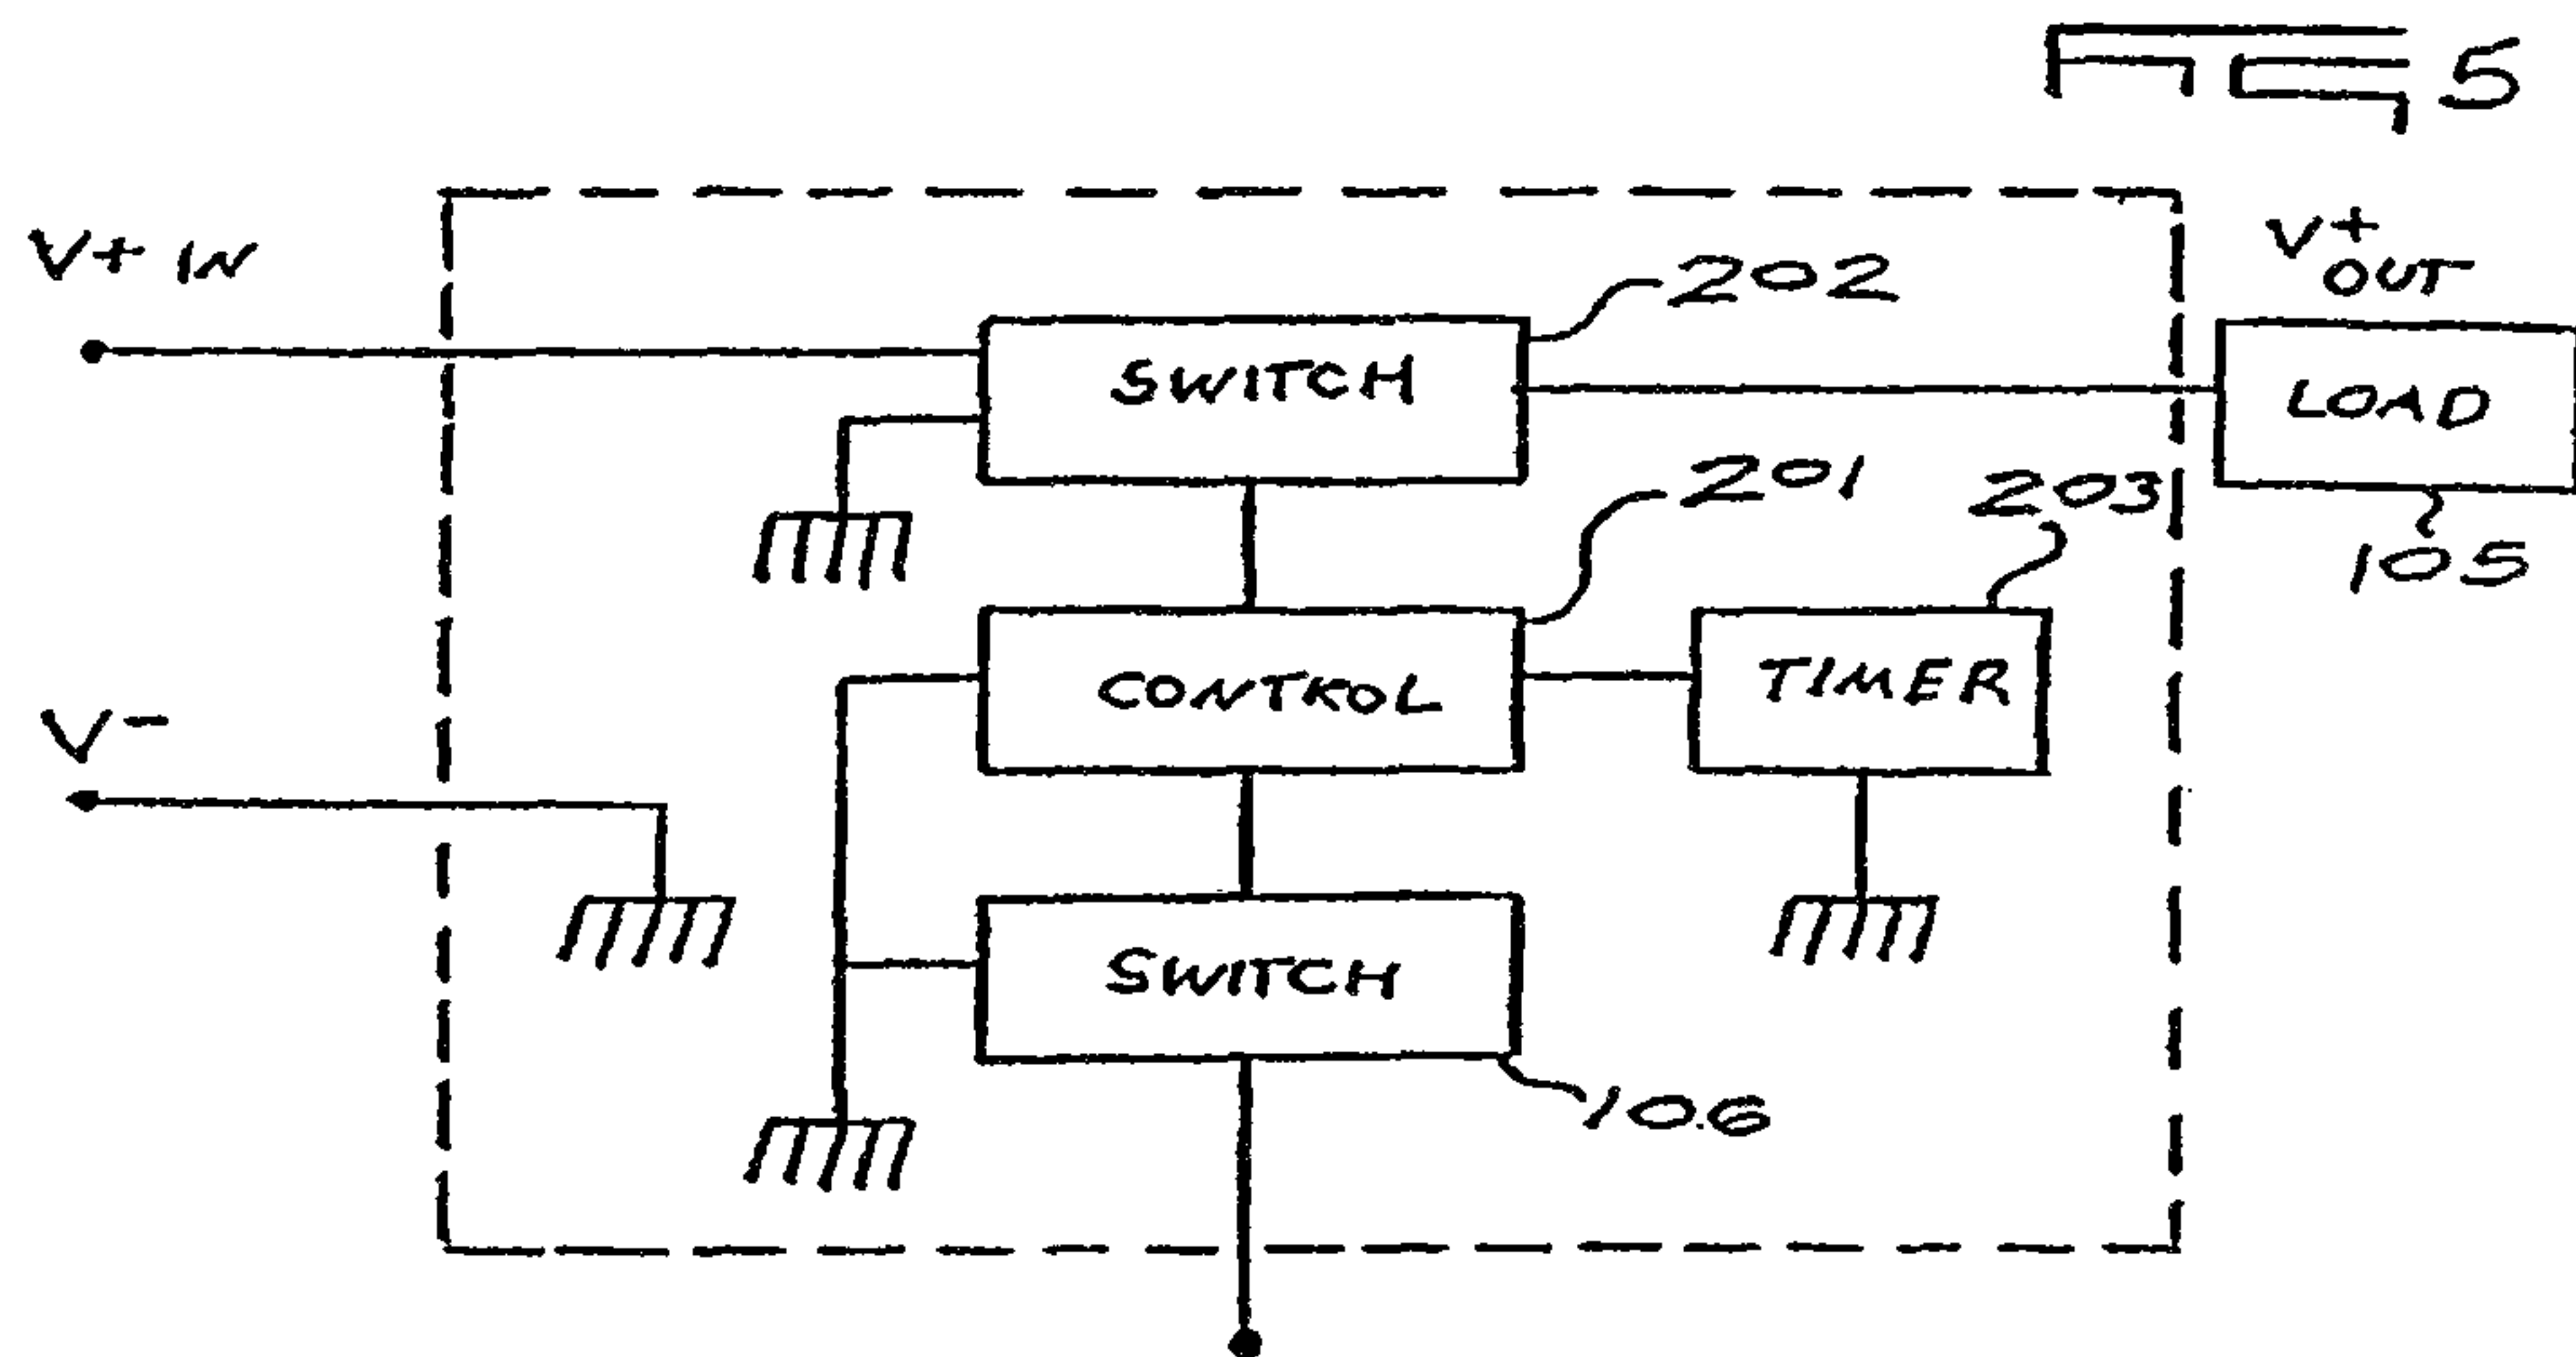 FIG 5
V+ IN
V+ OUT
202
SWITCH
LOAD
201
203
105
CONTROL
TIMER
V-
SWITCH
106